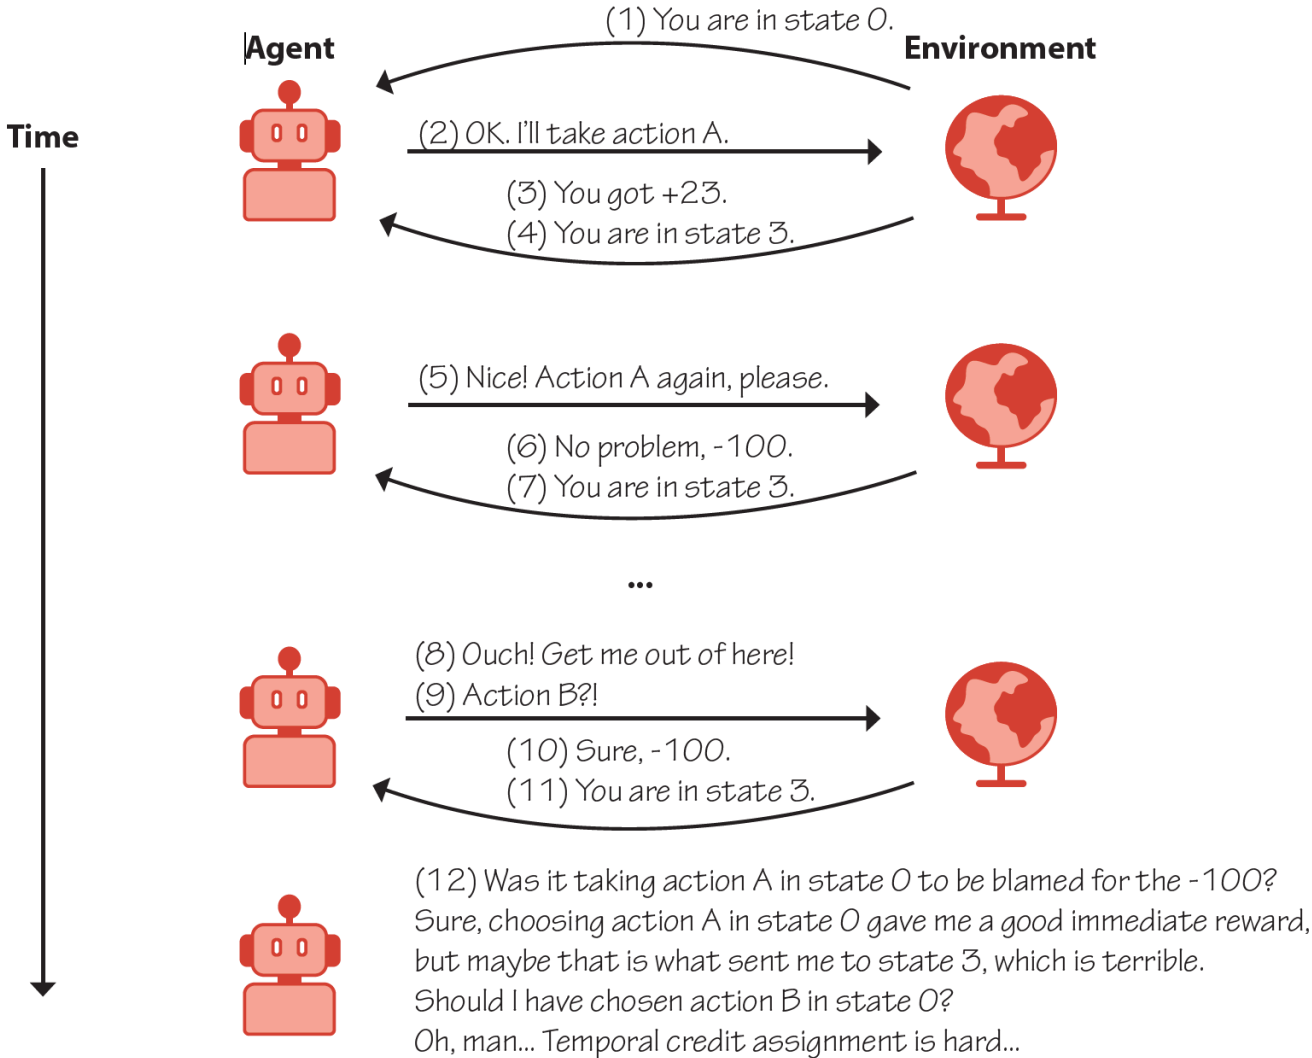 (1) You are in state 0.
Agent
Environment
Time
(2) OK. I'll take action A.
(3) You got +23.
(4) You are in state 3.
(5) Nice! Action A again, please.
(6) No problem, -100.
(7) You are in state 3.
...
(8) Ouch! Get me out of here!
(9) Action B?!
(10) Sure, -100.
(11) You are in state 3.
(12) Was it taking action A in state 0 to be blamed for the -100?
Sure, choosing action A in state 0 gave me a good immediate reward,
but maybe that is what sent me to state 3, which is terrible.
Should I have chosen action B in state 0?
Oh, man... Temporal credit assignment is hard...